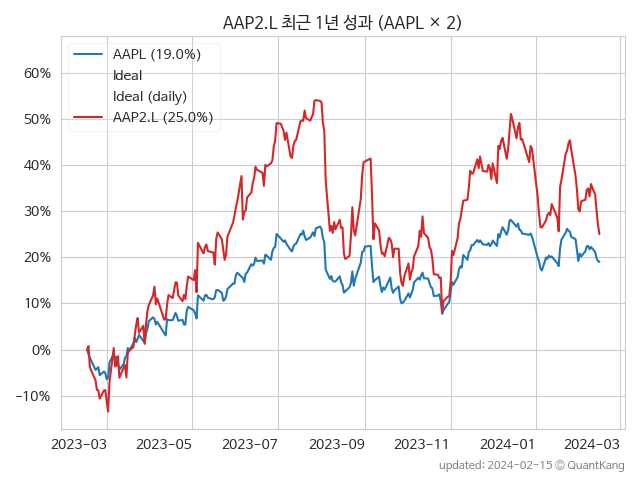 AAP2.L 최근 1년 성과 (AAPL × 2)
AAPL (19.0%)
Ideal
Ideal (daily)
AAP2.L (25.0%)
60%
50%
40%
30%
20%
10%
0%
−10%
2023-03 2023-05 2023-07 2023-09 2023-11 2024-01 2024-03
updated: 2024-02-15 © QuantKang